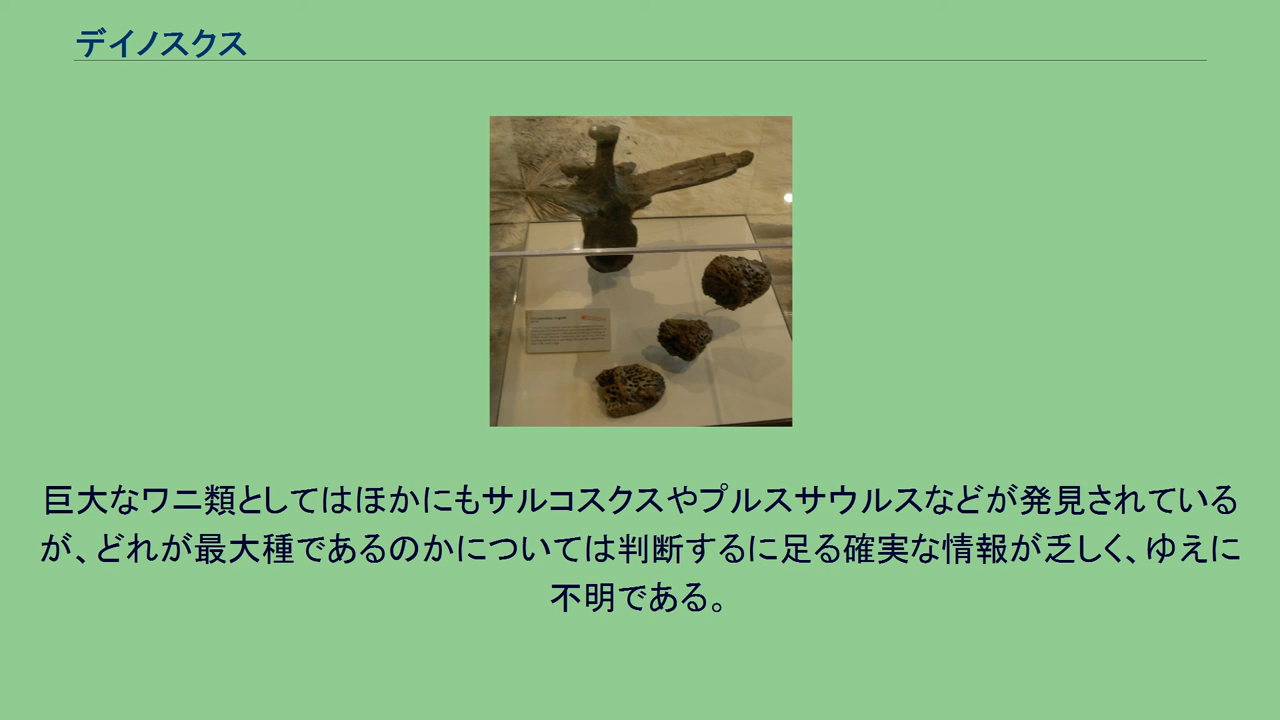 デイノスクス
巨大なワニ類としてはほかにもサルコスクスやプルスサウルスなどが発見されている
が、どれが最大種であるのかについては判断するに足る確実な情報が乏しく、ゆえに
不明である。